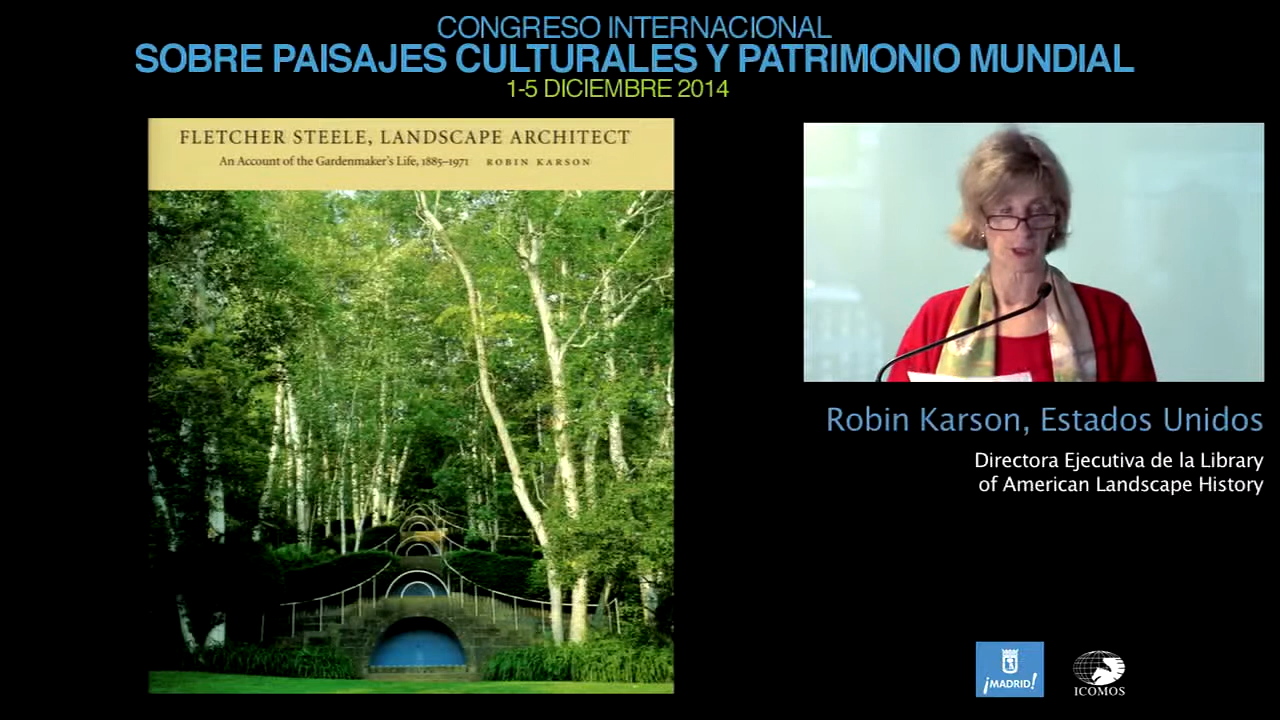 CONGRESO INTERNACIONAL
SOBRE PAISAJES CULTURALES Y PATRIMONIO MUNDIAL
1-5 DICIEMBRE 2014
FLETCHER STEELE, LANDSCAPE ARCHITECT
An Account of the Gardenmaker's Life, 1885–1971 ROBIN KARSON
Robin Karson, Estados Unidos
Directora Ejecutiva de la Library
of American Landscape History
¡MADRID!
ICOMOS